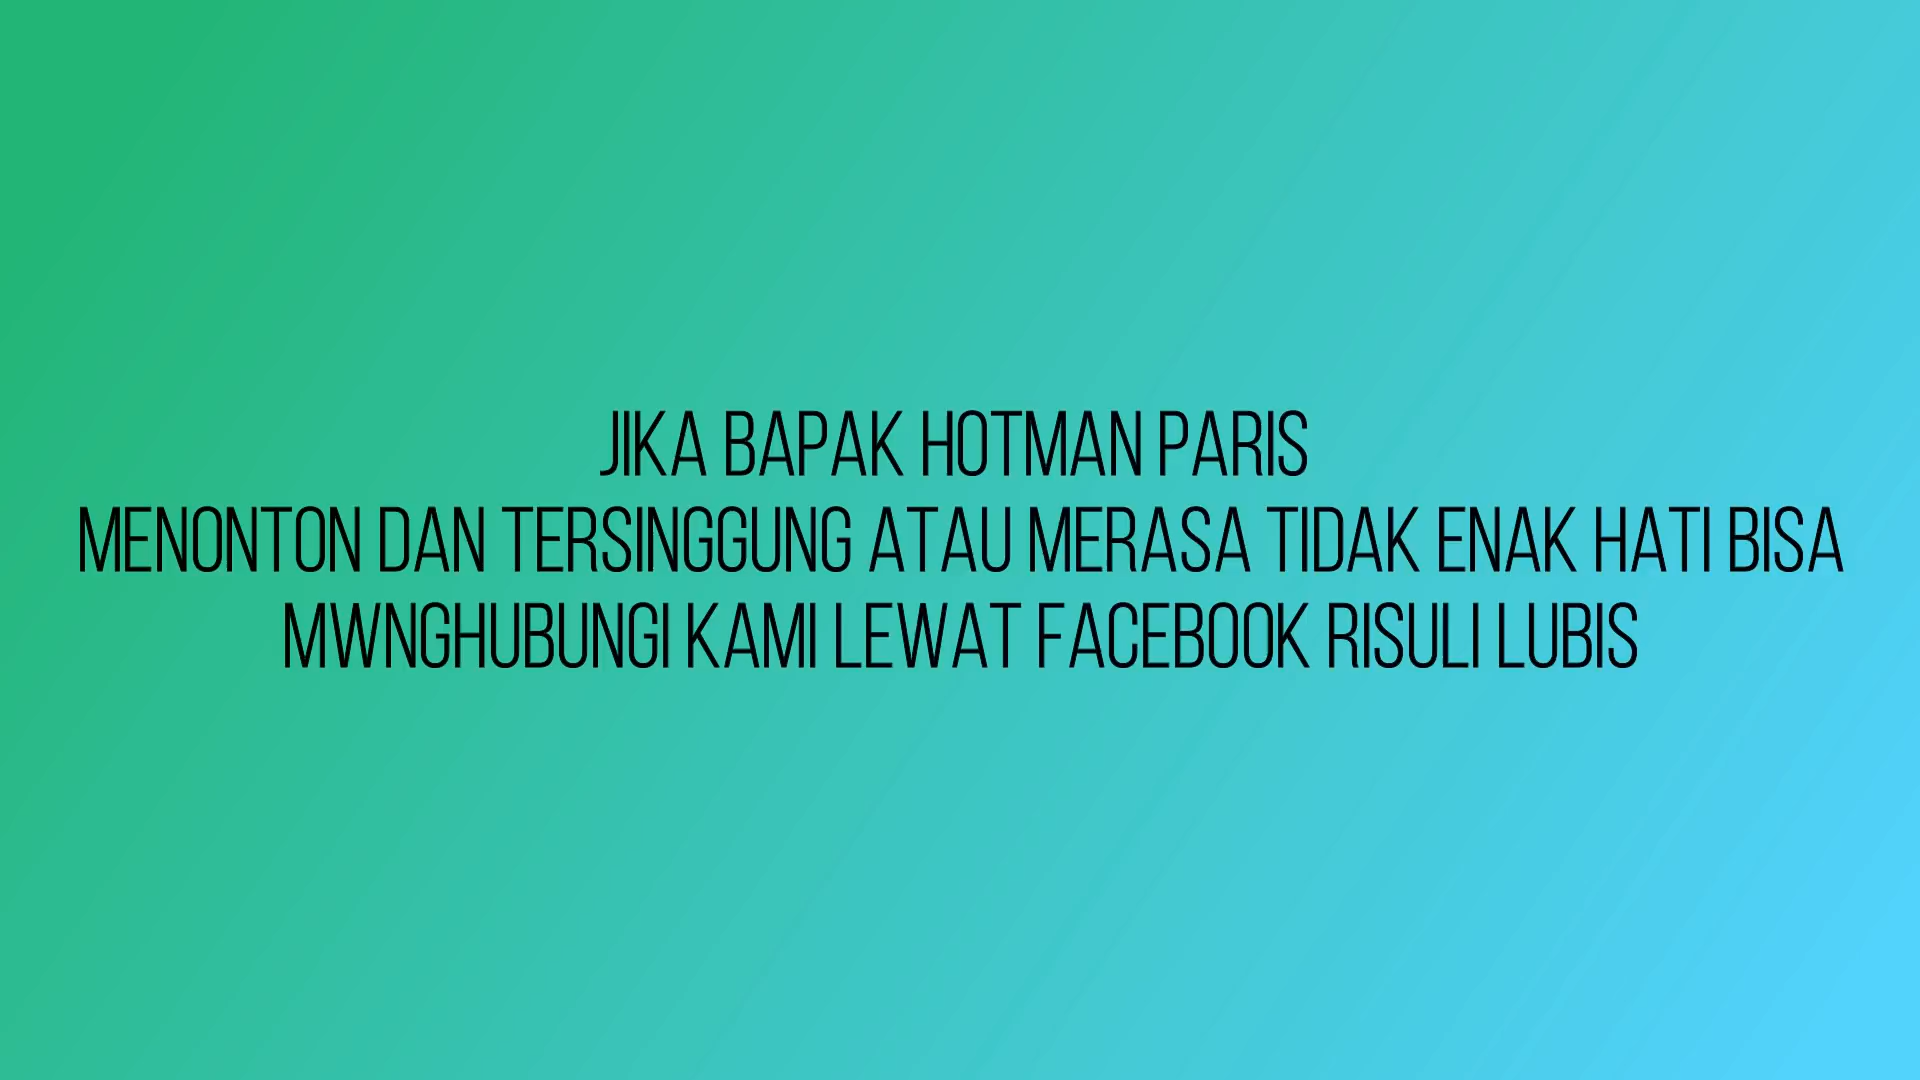 JIKA BAPAK HOTMAN PARIS
MENONTON DAN TERSINGGUNG ATAU MERASA TIDAK ENAK HATI BISA
MWNGHUBUNGI KAMI LEWAT FACEBOOK RISULI LUBIS